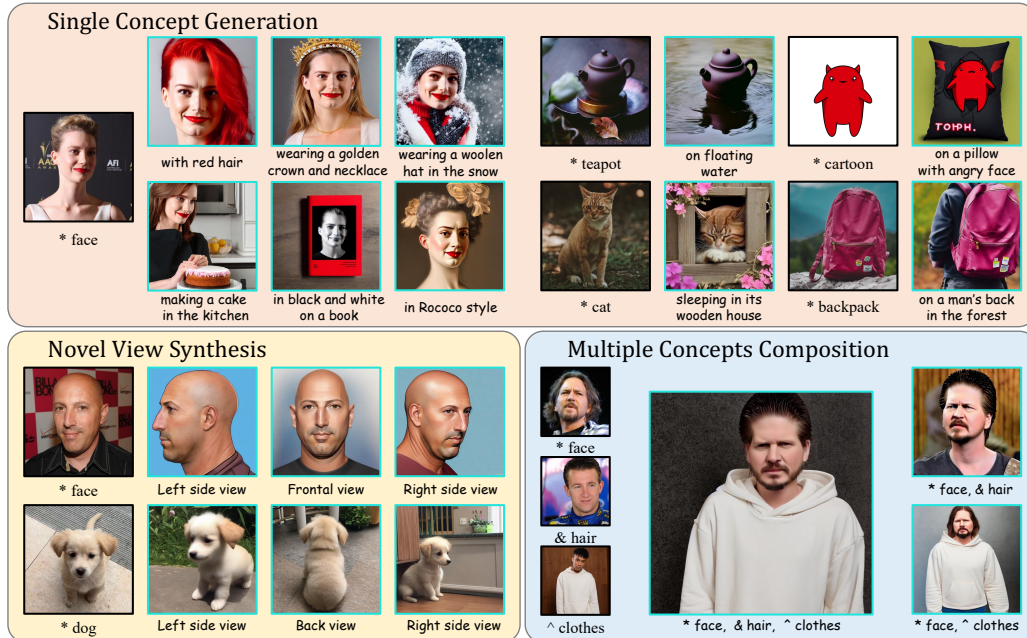 Single Concept Generation
AFI
* face
with red hair
wearing a golden
crown and necklace
wearing a woolen
hat in the snow
making a cake
in the kitchen
in black and white
on a book
in Rococo style
* teapot
on floating
water
* cartoon
TOIPH.
on a pillow
with angry face
* cat
sleeping in its
wooden house
* backpack
on a man's back
in the forest
Novel View Synthesis
* face
Left side view
Frontal view
Right side view
* dog
Left side view
Back view
Right side view
Multiple Concepts Composition
* face
& hair
^ clothes
* face, & hair, ^ clothes
* face, & hair
* face, ^ clothes